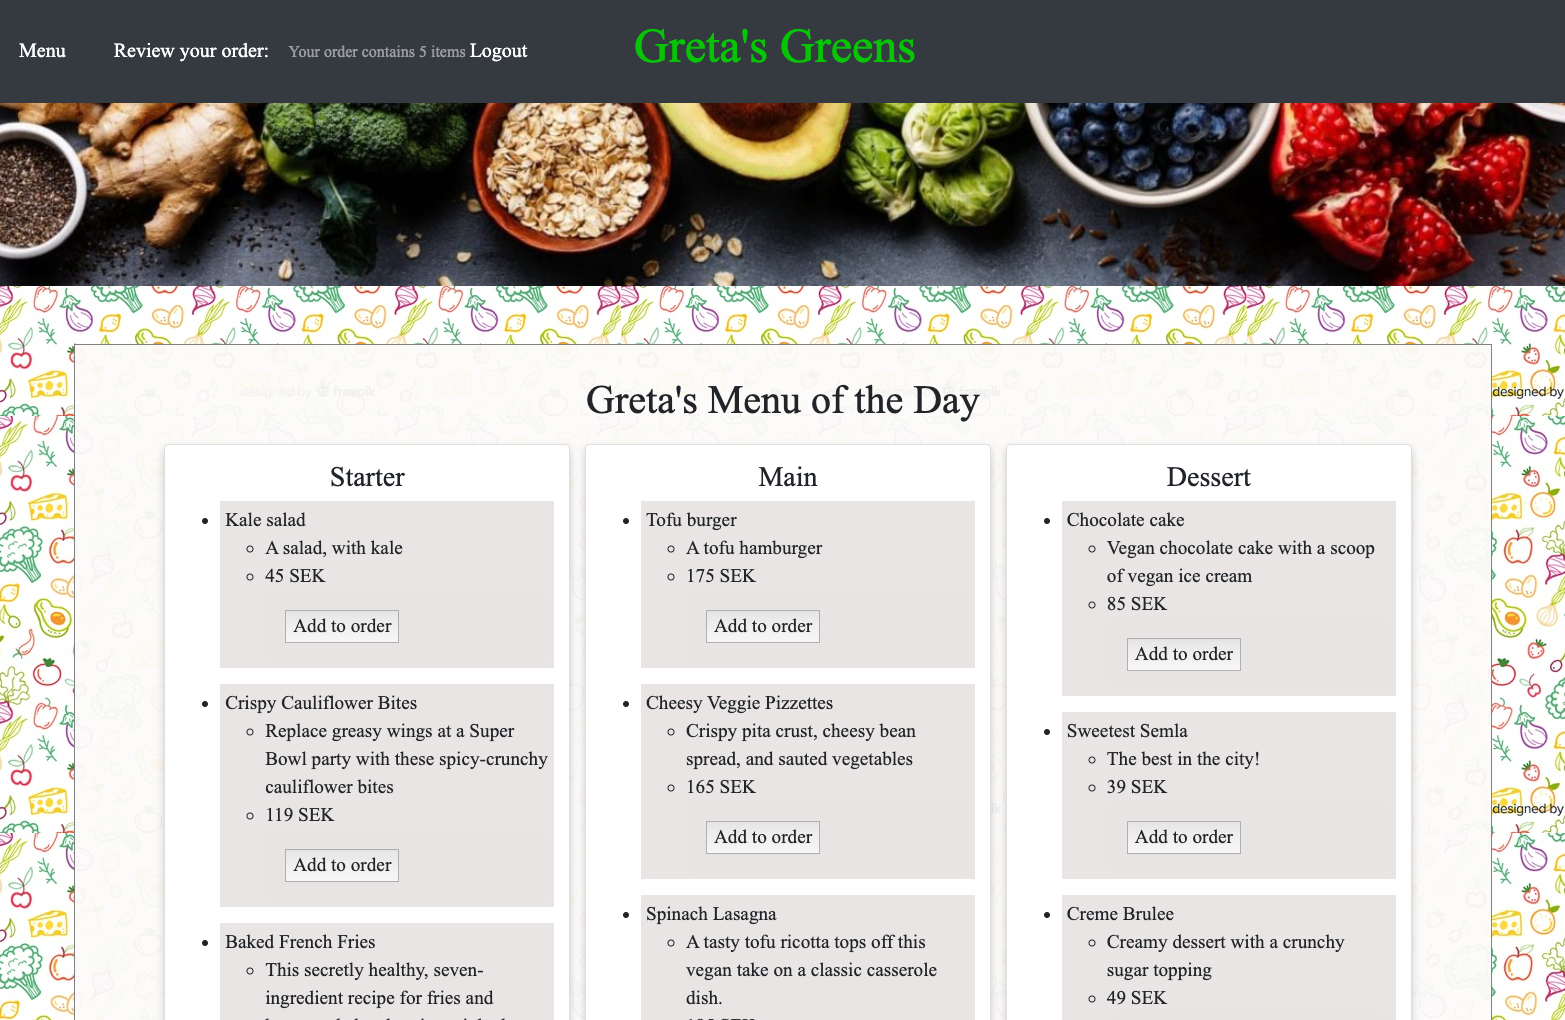 Menu
Review your order:
Your order contains 5 items
Logout
Greta's Greens
designed by freepik
designed by
Greta's Menu of the Day
Starter
Kale salad
A salad, with kale
45 SEK
Add to order
Crispy Cauliflower Bites
Replace greasy wings at a Super
Bowl party with these spicy-crunchy
cauliflower bites
119 SEK
Add to order
Baked French Fries
This secretly healthy, seven-
ingredient recipe for fries and
Main
Tofu burger
A tofu hamburger
175 SEK
Add to order
Cheesy Veggie Pizzettes
Crispy pita crust, cheesy bean
spread, and sauted vegetables
165 SEK
Add to order
Spinach Lasagna
A tasty tofu ricotta tops off this
vegan take on a classic casserole
dish.
Dessert
Chocolate cake
Vegan chocolate cake with a scoop
of vegan ice cream
85 SEK
Add to order
Sweetest Semla
The best in the city!
39 SEK
Add to order
Creme Brulee
Creamy dessert with a crunchy
sugar topping
49 SEK
designed by